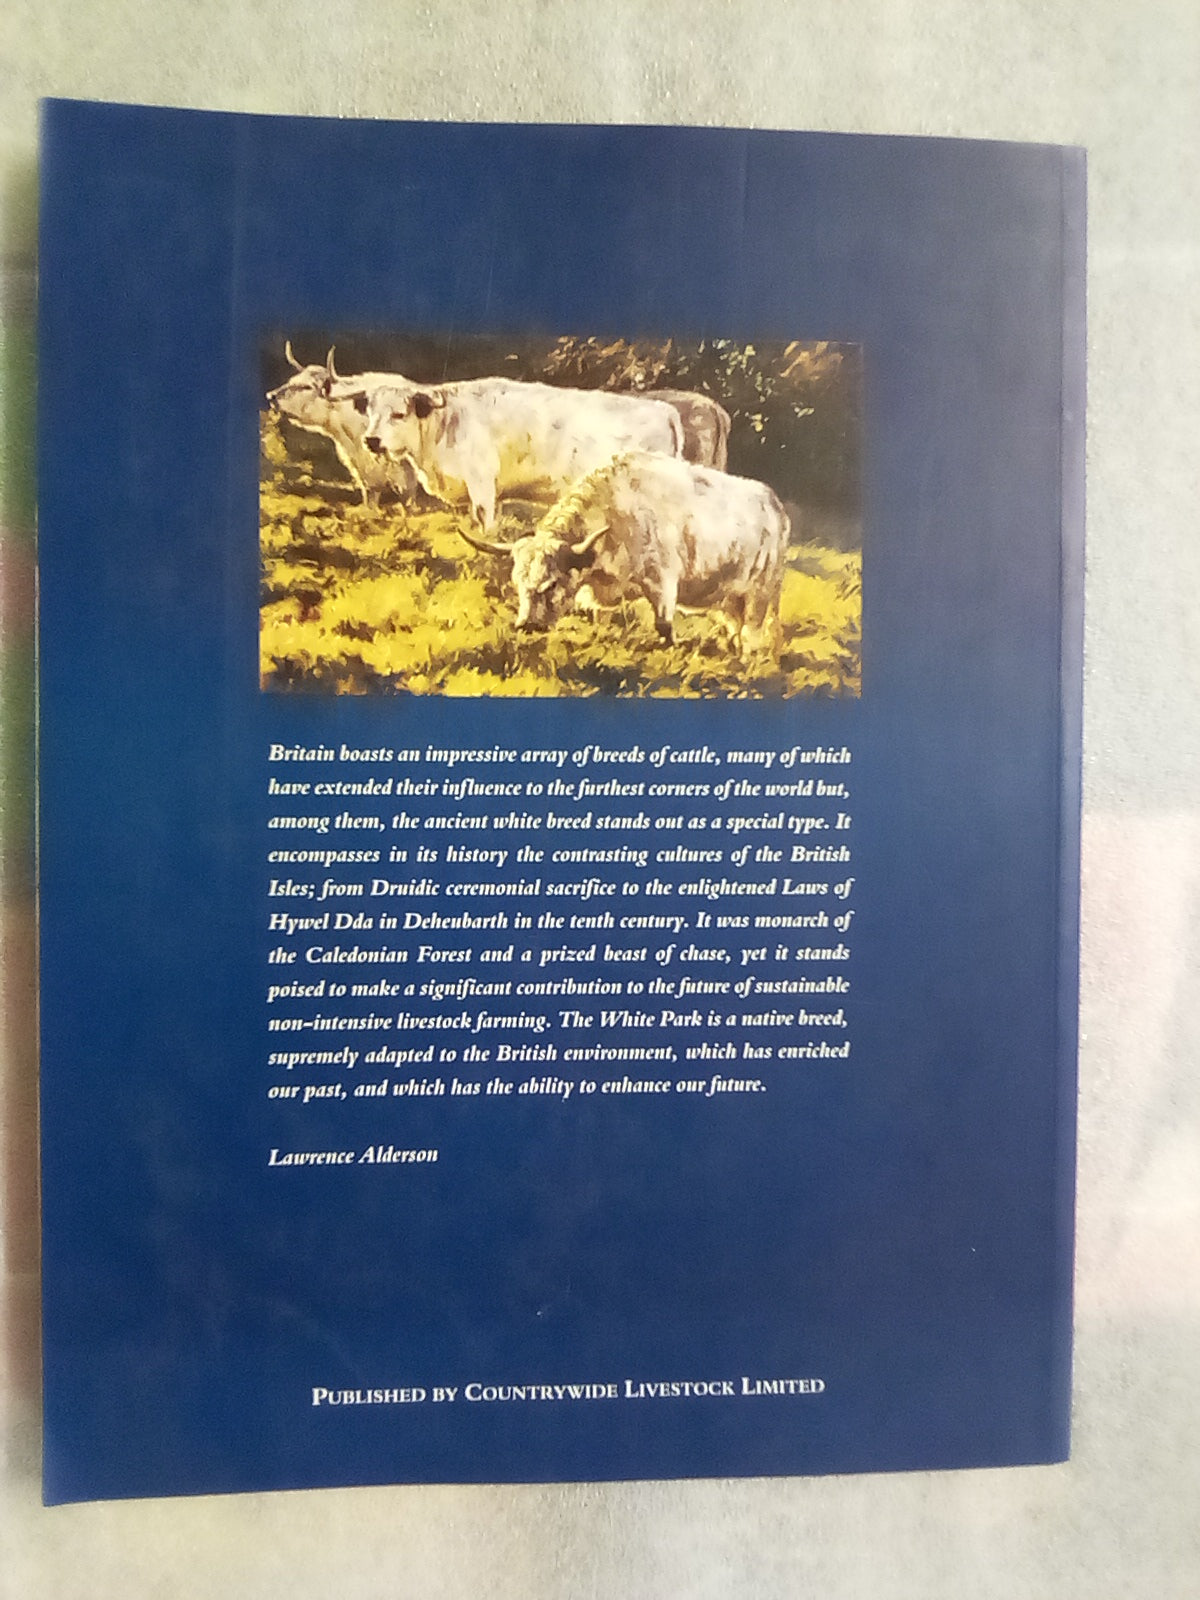 Britain boasts an impressive array of breeds of cattle, many of which
have extended their influence to the furthest corners of the world but,
among them, the ancient white breed stands out as a special type. It
encompasses in its history the contrasting cultures of the British
Isles; from Druidic ceremonial sacrifice to the enlightened Laws of
Hywel Dda in Deheubarth in the tenth century. It was monarch of
the Caledonian Forest and a prized beast of chase, yet it stands
poised to make a significant contribution to the future of sustainable
non-intensive livestock farming. The White Park is a native breed,
supremely adapted to the British environment, which has enriched
our past, and which has the ability to enhance our future.
Lawrence Alderson
PUBLISHED BY COUNTRYWIDE LIVESTOCK LIMITED